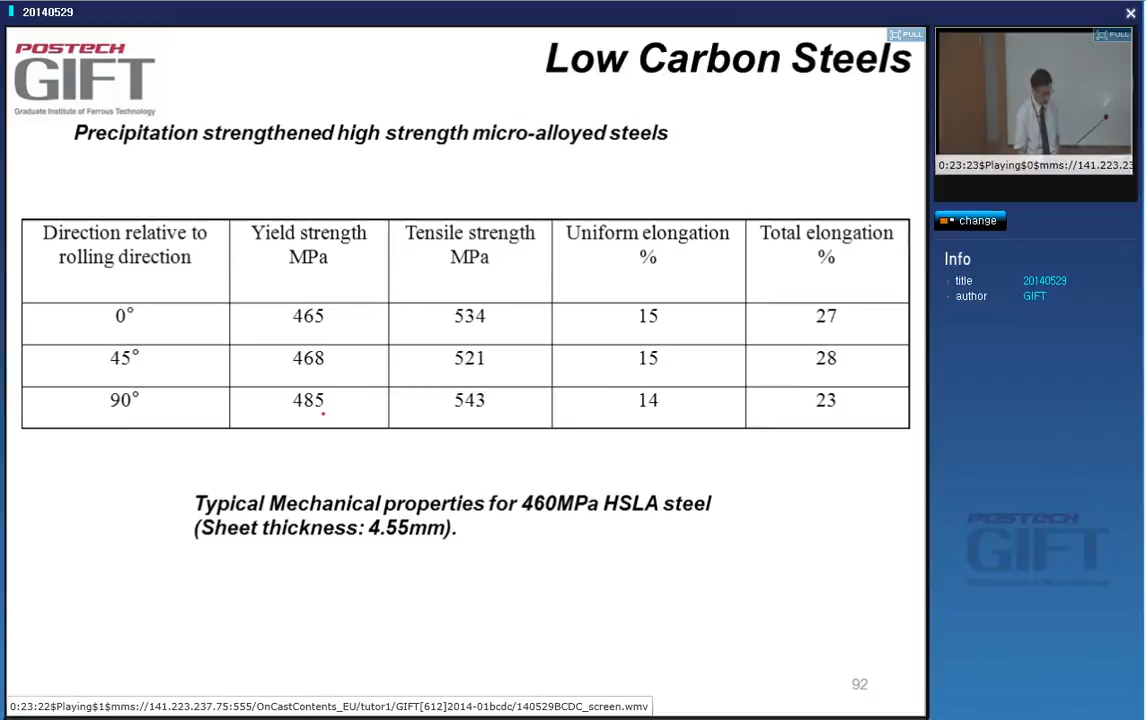 20140529
POSTECH
GIFT
Graduate Institute of Ferrous Technology
Low Carbon Steels
FULL
Precipitation strengthened high strength micro-alloyed steels
Direction relative to rolling direction
Yield strength MPa
Tensile strength MPa
Uniform elongation %
Total elongation %
0° 465 534 15 27
45° 468 521 15 28
90° 485 543 14 23
Typical Mechanical properties for 460MPa HSLA steel
(Sheet thickness: 4.55mm).
92
0:23:22$Playing$1$mms://141.223.237.75:555/OnCastContents_EU/tutor1/GIFT[612]2014-01bcdc/140529BCDC_screen.wmv
FULL
0:23:23$Playing$0$mms://141.223.23
change
Info
title 20140529
author GIFT
POSTECH
GIFT